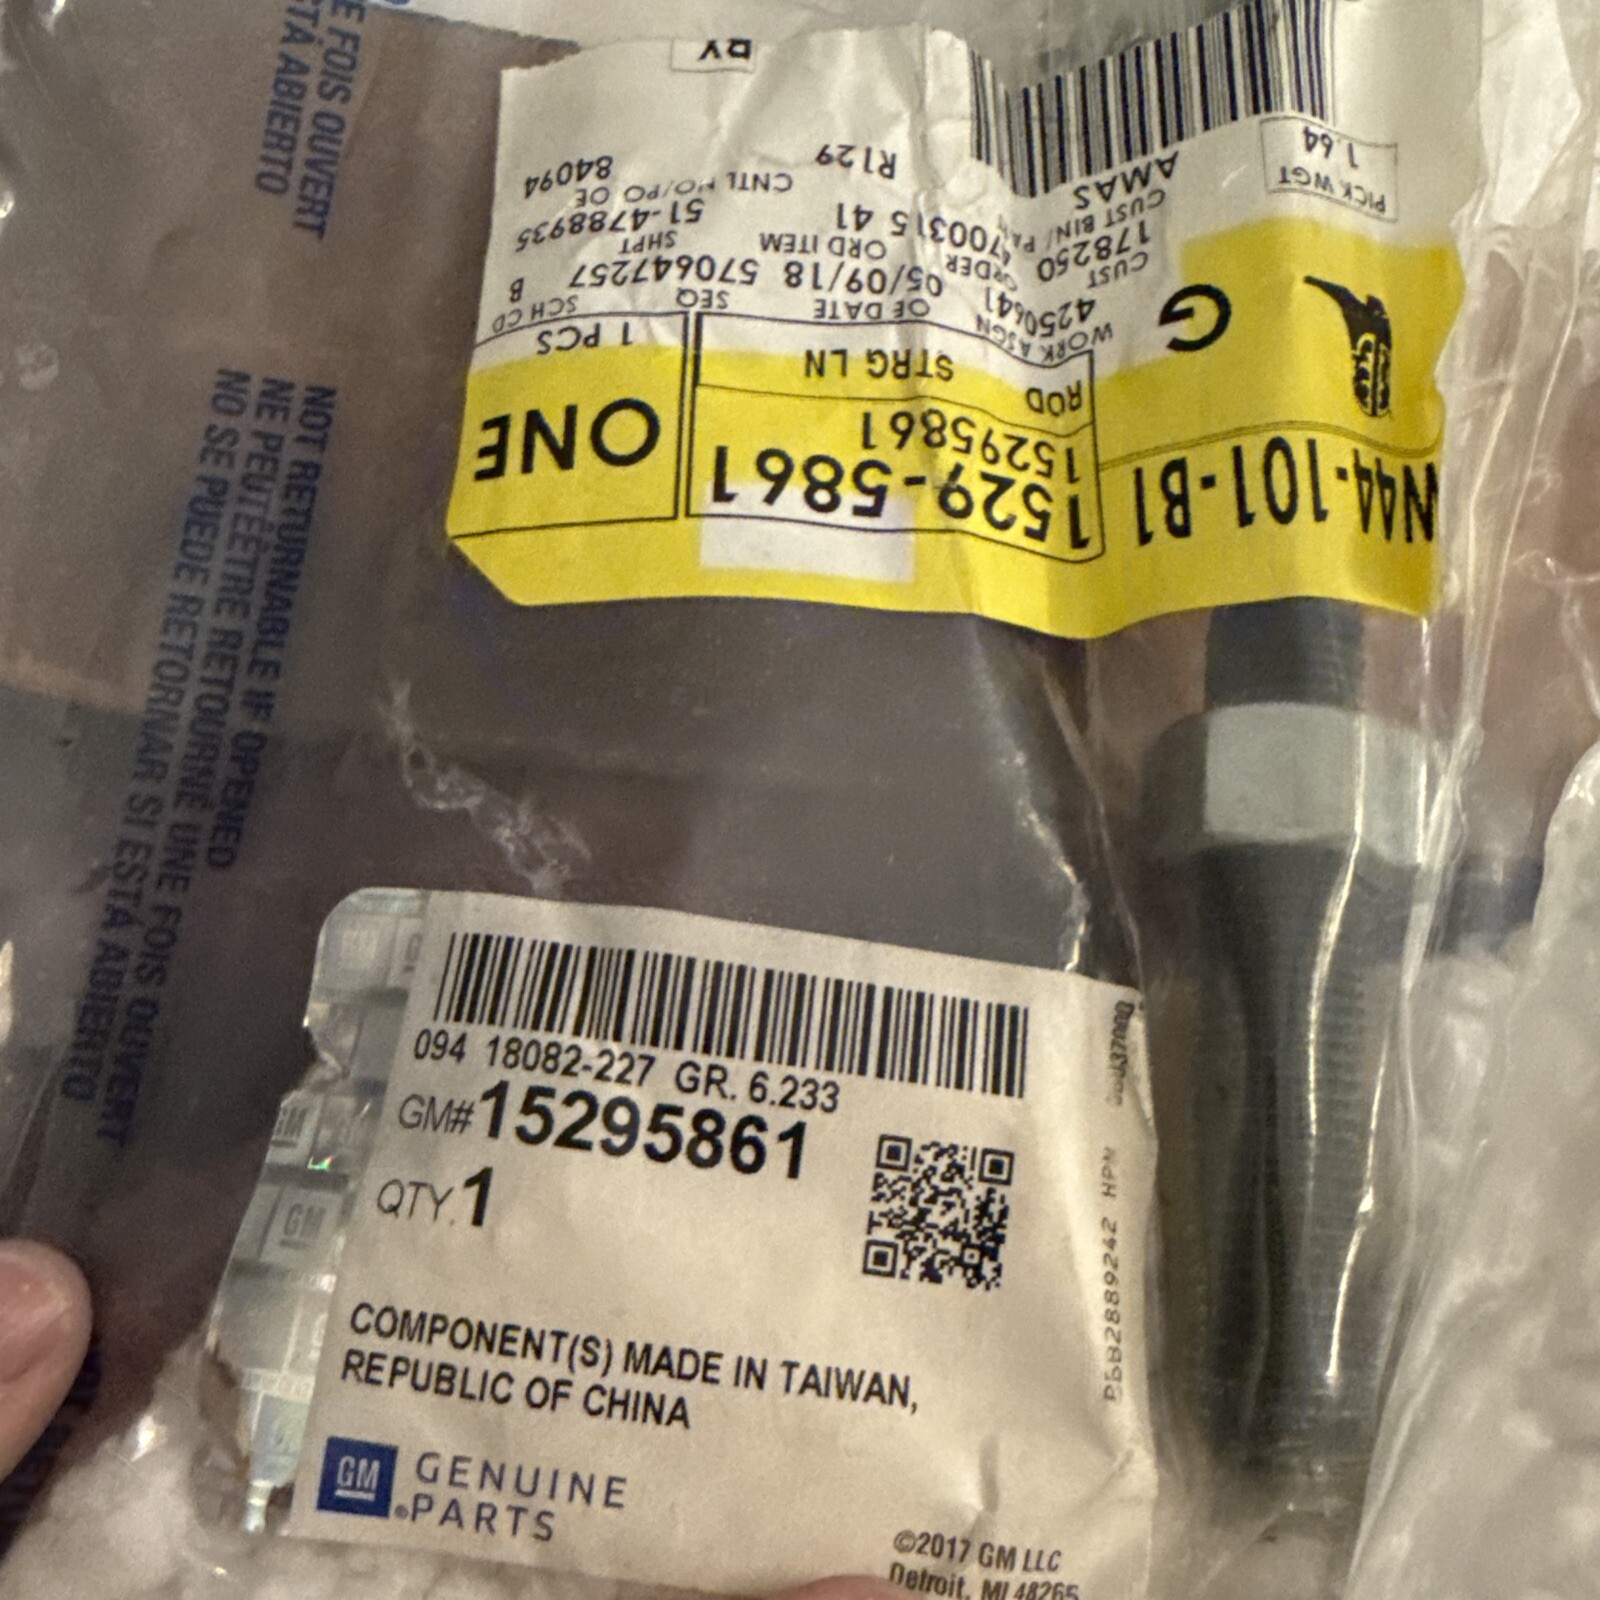 E FOIS OUVERT
TÁ ABIERTO
NOT RETURNABLE IF OPENED
NE PEUT ÊTRE RETOURNÉ UNE FOIS OUVERT
NO SE PUEDE RETORNAR SI ESTÁ ABIERTO
N44-101-B1
1529-5861
15295861
ROD
STRG LN
ONE
1 PCS
G
WORK ASGN
4250641
OE DATE
05/09/18
SEQ
570647257
SCH CD
B
CUST
178250
ORDER
4700315
ORD ITEM
41
SHPT
51-4788935
CUST BIN/
AMAS
CNTL NO/PO OE
84094
R129
PICK WGT
1.64
094 18082-227 GR. 6.233
GM#15295861
QTY.1
COMPONENT(S) MADE IN TAIWAN,
REPUBLIC OF CHINA
GM GENUINE
PARTS
©2017 GM LLC
Detroit, MI 48265
GM
GM
GM